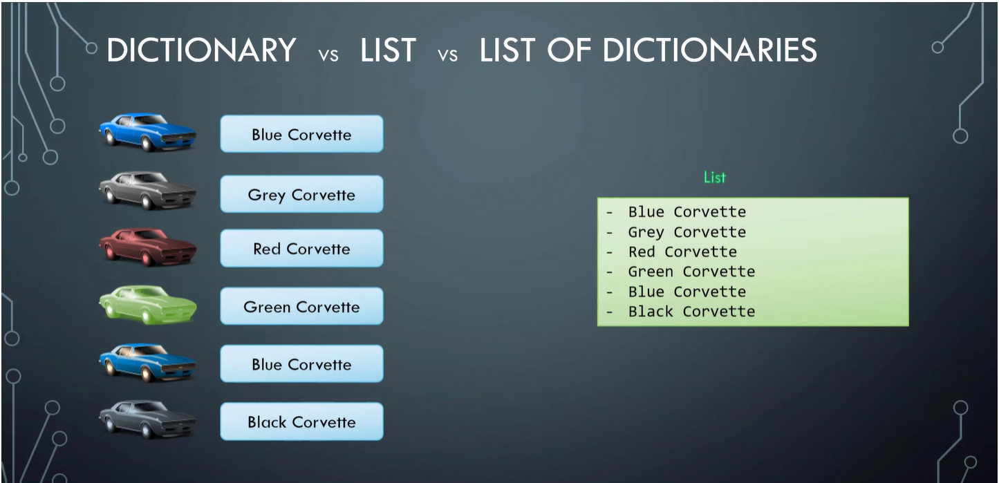 DICTIONARY vs LIST vs LIST OF DICTIONARIES
Blue Corvette
Grey Corvette
Red Corvette
Green Corvette
Blue Corvette
Black Corvette
List
- Blue Corvette
- Grey Corvette
- Red Corvette
- Green Corvette
- Blue Corvette
- Black Corvette